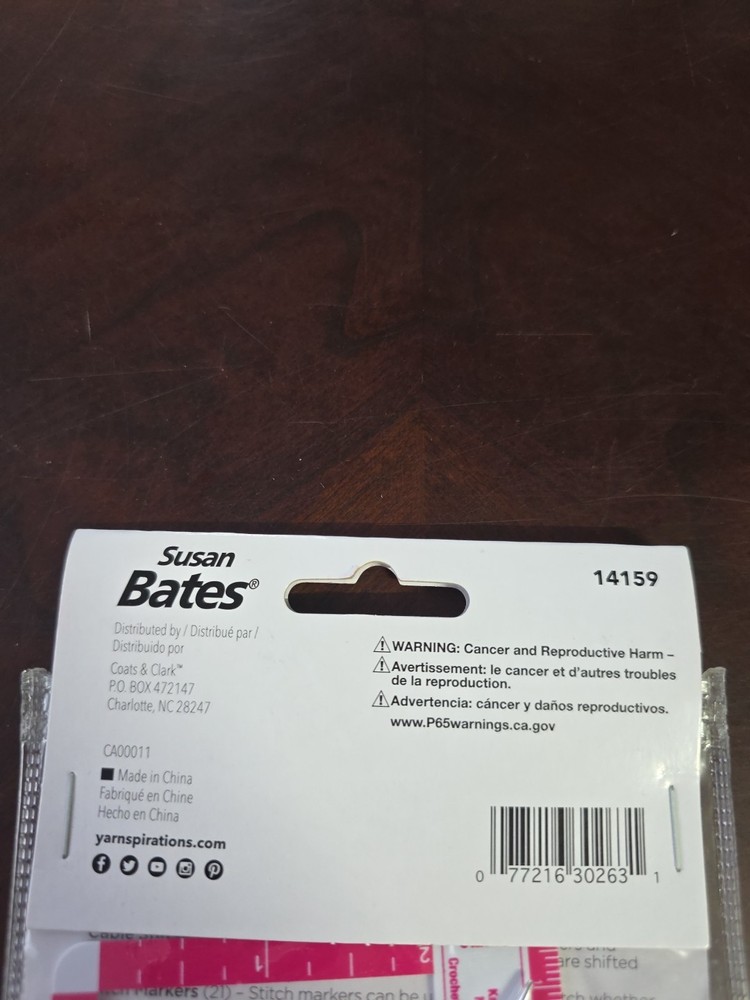 Susan
Bates®
14159
Distributed by / Distribué par /
Distribuido por
Coats & Clark™
P.O. BOX 472147
Charlotte, NC 28247
CA00011
Made in China
Fabriqué en Chine
Hecho en China
yarnspirations.com
⚠WARNING: Cancer and Reproductive Harm –
⚠Avertissement: le cancer et d'autres troubles
de la reproduction.
⚠Advertencia: cáncer y daños reproductivos.
www.P65warnings.ca.gov
0 77216 30263 1
1 2
are shifted
Markers (21) – Stitch markers can be